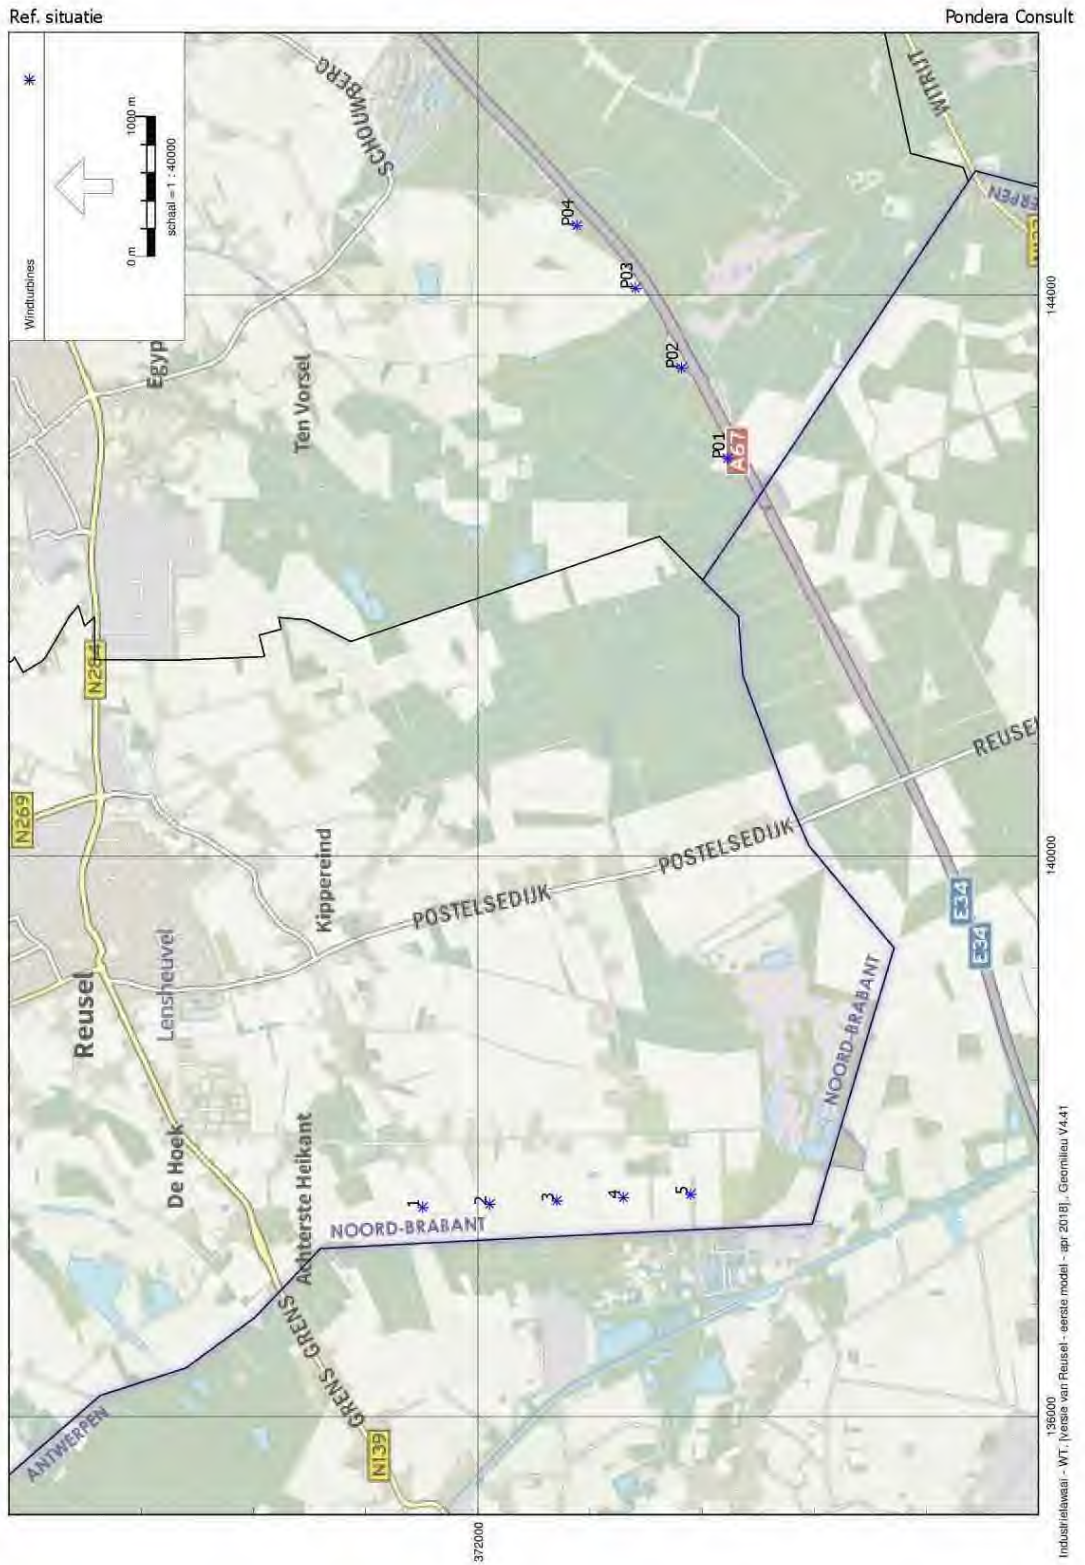 Ref. situatie
Pondera Consult
Windturbines
0 m
1000 m
schaal = 1 : 40000
SCHOUWBERG
WITRIJT
ERPEN
P04
P03
P02
P01
A67
144000
Egyp
Ten Vorsel
N284
N269
Kippereind
POSTELSEDIJK
POSTELSEDIJK
REUSEL
140000
E34
E34
Reusel
Lensheuvel
De Hoek
Achterste Heikant
NOORD-BRABANT
NOORD-BRABANT
1
2
3
4
5
GRENS
GRENS
ANTWERPEN
N139
136000
372000
Industrielawaai - WT, [versie van Reusel - eerste model - apr 2018] , Geomilieu V4.41